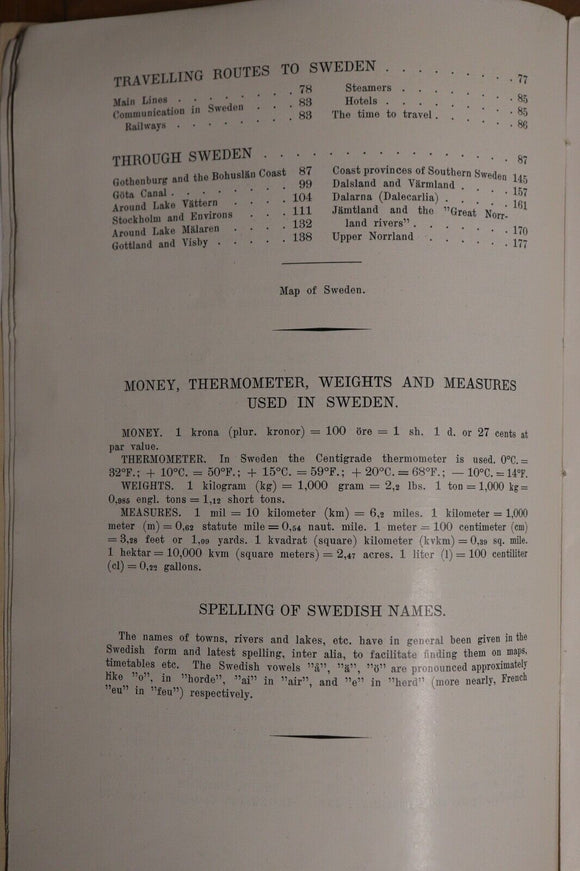 TRAVELLING ROUTES TO SWEDEN . . . . . . . . . 77
Main Lines . . . . . . . . 78
Communication in Sweden . . . 83
Railways . . . . . . . . 83
Steamers . . . . . . . . 85
Hotels . . . . . . . . . 85
The time to travel . . . . . . 86
THROUGH SWEDEN . . . . . . . . . . . . . . . . 87
Gothenburg and the Bohuslän Coast 87
Göta Canal . . . . . . . . 99
Around Lake Vättern . . . . 104
Stockholm and Environs . . . 111
Around Lake Mälaren . . . . 132
Gottland and Visby . . . . . 138
Coast provinces of Southern Sweden 145
Dalsland and Värmland . . . . 157
Dalarna (Dalecarlia) . . . . . 161
Jämtland and the "Great Norr-
land rivers" . . . . . . . 170
Upper Norrland . . . . . . 177
Map of Sweden.
MONEY, THERMOMETER, WEIGHTS AND MEASURES
USED IN SWEDEN.
MONEY. 1 krona (plur. kronor) = 100 öre = 1 sh. 1 d. or 27 cents at
par value.
THERMOMETER. In Sweden the Centigrade thermometer is used. 0°C. =
32°F.; + 10°C. = 50°F.; + 15°C. = 59°F.; + 20°C. = 68°F.; — 10°C. = 14°F.
WEIGHTS. 1 kilogram (kg) = 1,000 gram = 2,2 lbs. 1 ton = 1,000 kg =
0,985 engl. tons = 1,12 short tons.
MEASURES. 1 mil = 10 kilometer (km) = 6,2 miles. 1 kilometer = 1,000
meter (m) = 0,62 statute mile = 0,54 naut. mile. 1 meter = 100 centimeter (cm)
= 3,28 feet or 1,09 yards. 1 kvadrat (square) kilometer (kvkm) = 0,39 sq. mile.
1 hektar = 10,000 kvm (square meters) = 2,47 acres. 1 liter (l) = 100 centiliter
(cl) = 0,22 gallons.
SPELLING OF SWEDISH NAMES.
The names of towns, rivers and lakes, etc. have in general been given in the
Swedish form and latest spelling, inter alia, to facilitate finding them on maps,
timetables etc. The Swedish vowels "å", "ä", "ö" are pronounced approximately
like "o", in "horde", "ai" in "air", and "e" in "herd" (more nearly, French
"eu" in "feu") respectively.